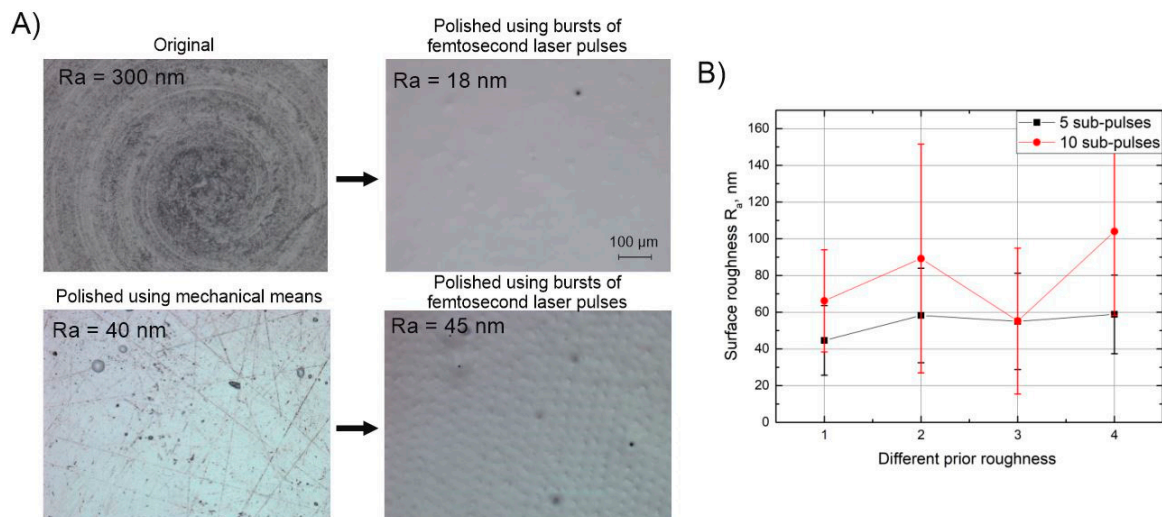 A)
Original
Ra = 300 nm
Polished using bursts of
femtosecond laser pulses
Ra = 18 nm
100 μm
Polished using mechanical means
Ra = 40 nm
Polished using bursts of
femtosecond laser pulses
Ra = 45 nm
B)
5 sub-pulses
10 sub-pulses
Surface roughness Ra, nm
160
140
120
100
80
60
40
20
0
1 2 3 4
Different prior roughness